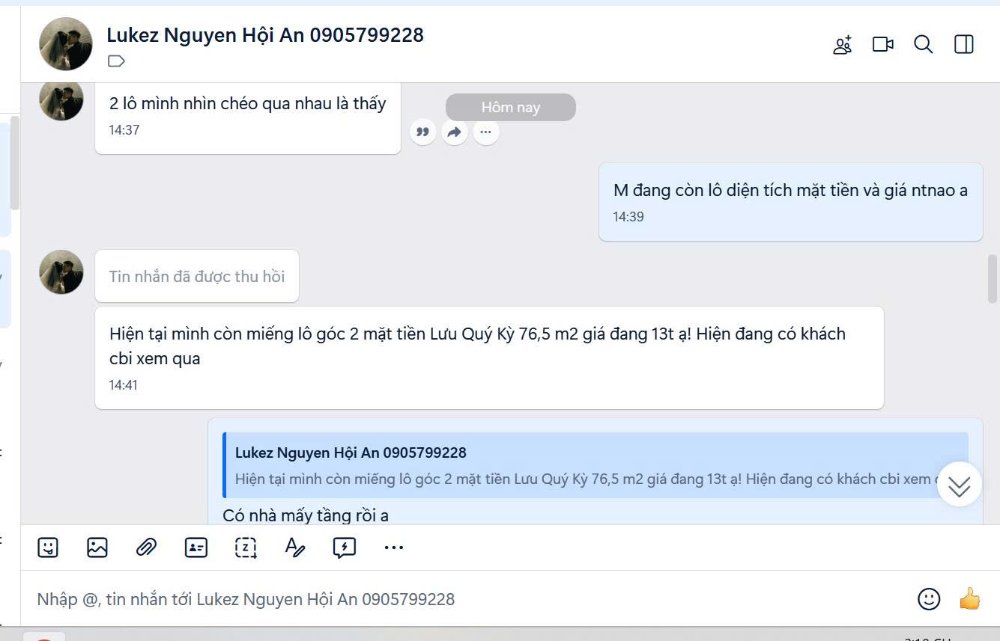 Lukez Nguyen Hội An 0905799228
2 lô mình nhìn chéo qua nhau là thấy
14:37
Hôm nay
M đang còn lô diện tích mặt tiền và giá ntnao a
14:39
Tin nhắn đã được thu hồi
Hiện tại mình còn miếng lô góc 2 mặt tiền Lưu Quý Kỳ 76,5 m2 giá đang 13t ạ! Hiện đang có khách
cbi xem qua
14:41
Lukez Nguyen Hội An 0905799228
Hiện tại mình còn miếng lô góc 2 mặt tiền Lưu Quý Kỳ 76,5 m2 giá đang 13t ạ! Hiện đang có khách cbi xem
Có nhà mấy tầng rồi a
Nhập @, tin nhắn tới Lukez Nguyen Hội An 0905799228